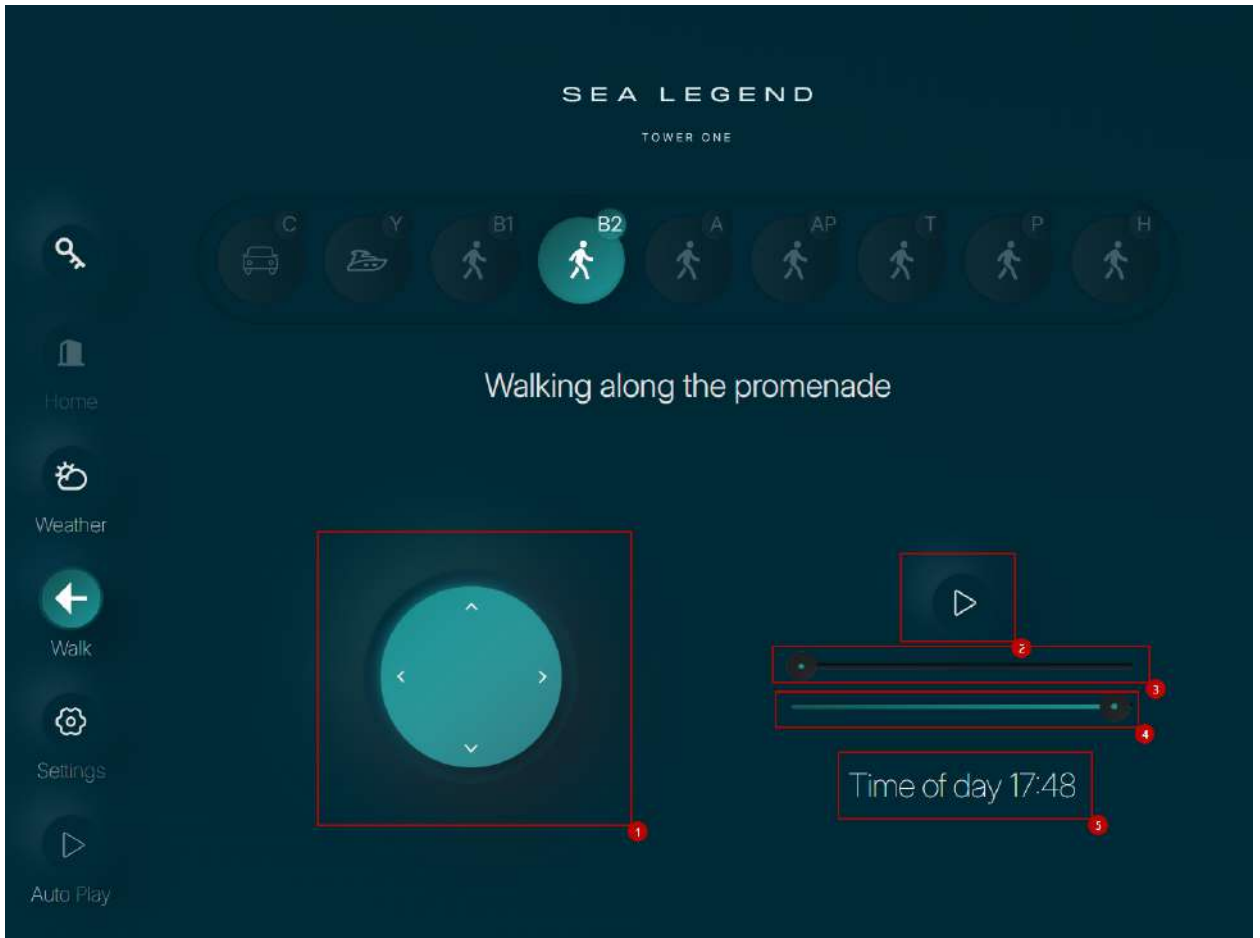 SEA LEGEND
TOWER ONE
C Y B1 B2 A AP T P H
Walking along the promenade
Home
Weather
Walk
Settings
Auto Play
1
2
3
4
Time of day 17:48
5